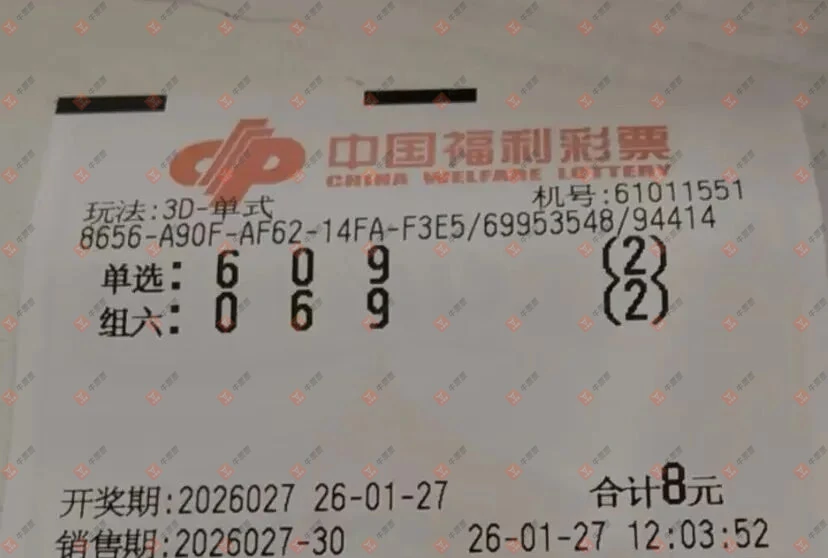 中国福利彩票
CHINA WELFARE LOTTERY
玩法:3D-单式 机号:61011551
8656-A90F-AF62-14FA-F3E5/69953548/94414
单选: 6 0 9 (2)
组六: 0 6 9 (2)
开奖期:2026027 26-01-27 合计8元
销售期:2026027-30 26-01-27 12:03:52